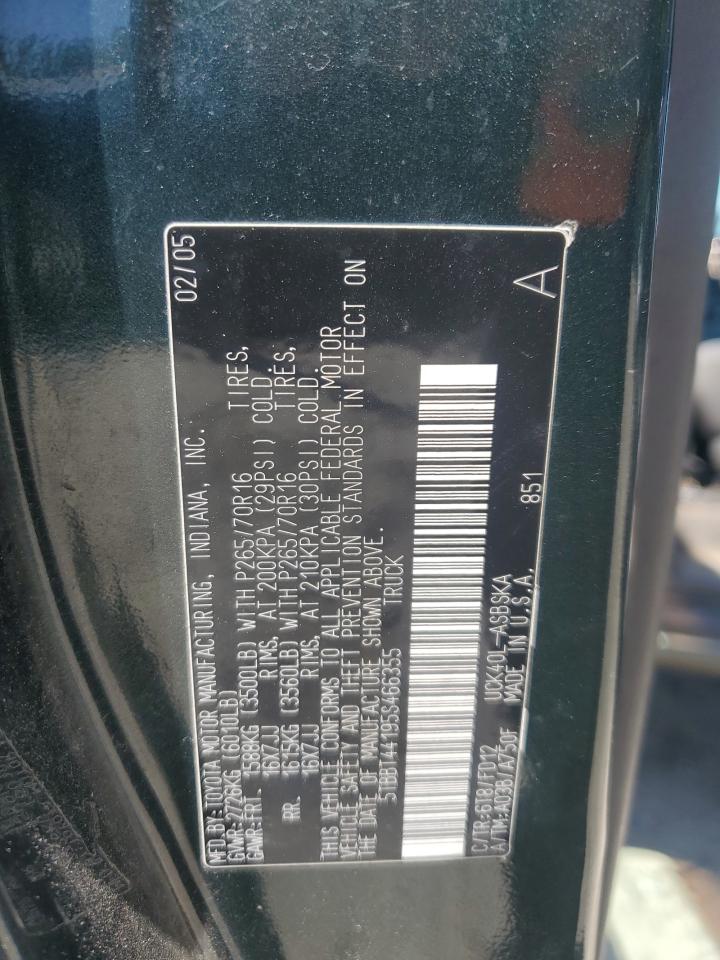 MFD.BY:TOYOTA MOTOR MANUFACTURING, INDIANA, INC. 02/05
GVWR:2726KG(6010LB)
GAWR:FRT. 1588KG (3500LB) WITH P265/70R16 TIRES,
16X7JJ RIMS, AT 200KPA (29PSI) COLD.
RR. 1615KG (3560LB) WITH P265/70R16 TIRES,
16X7JJ RIMS, AT 210KPA (30PSI) COLD.
THIS VEHICLE CONFORMS TO ALL APPLICABLE FEDERAL MOTOR
VEHICLE SAFETY AND THEFT PREVENTION STANDARDS IN EFFECT ON
THE DATE OF MANUFACTURE SHOWN ABOVE.
5TBBT44195S466355 TRUCK
C/TR:6T8/FD12 UCK40L-ASBSKA
A/TM:A03B/A750F MADE IN U.S.A. 851 A